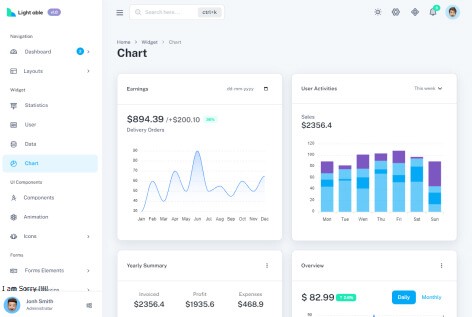 Light able
Search here...
ctrl+k
Navigation
Dashboard
Layouts
Widget
Statistics
User
Data
Chart
UI Components
Components
Animation
Icons
Forms
Forms Elements
I am Sorry !!!!
Josh Smith
Administrator
Home > Widget > Chart
Chart
Earnings
dd-mm-yyyy
$894.39 /+$200.10
Delivery Orders
90
80
70
60
50
40
30
Jan Feb Mar Apr May Jun Jul Aug Sep Oct Nov Dec
User Activities
This week
Sales
$2356.4
120
100
80
60
40
20
0
Mon Tue Wed Thu Fri Sat Sun
Yearly Summary
Invoiced
$2356.4
Profit
$1935.6
Expenses
$468.9
Overview
$ 82.99
Daily
Monthly